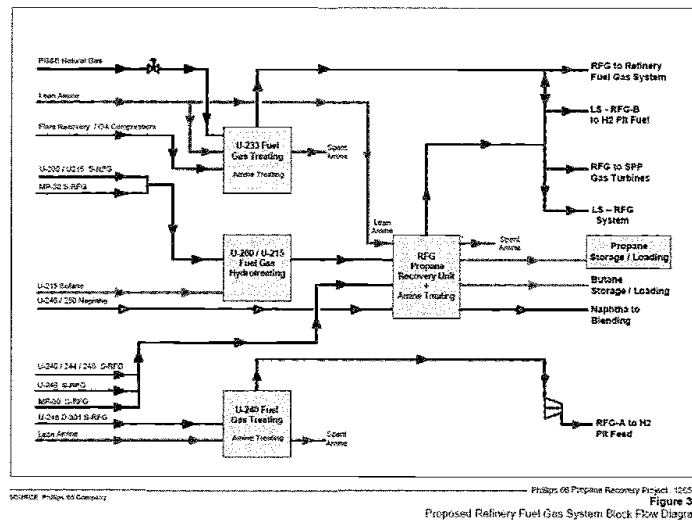 PG&E Natural Gas
Lean Amine
Flare Recovery / OA Compressors
U-200 / U215 S-RFG
MP-30 S-RFG
U-233 Fuel
Gas Treating
Amine Treating
Spent
Amine
RFG to Refinery
Fuel Gas System
LS - RFG-B
to H2 Plt Fuel
RFG to SPP
Gas Turbines
LS – RFG
System
Lean
Amine
U-200 / U-215
Fuel Gas
Hydrotreating
RFG
Propane
Recovery Unit
+
Amine Treating
Spent
Amine
Propane
Storage / Loading
Butane
Storage / Loading
Naphtha to
Blending
U-215 Butane
U-240 / 250 Naphtha
U-240 / 244 / 248 S-RFG
U-246 S-RFG
S-RFG
S-RFG
Lean Amine
U-240 Fuel
Gas Treating
Amine Treating
Spent
Amine
RFG-A to H2
Plt Feed
SOURCE: Phillips 66 Company
Phillips 66 Propane Recovery Project
Figure 3
Proposed Refinery Fuel Gas System Block Flow Diagra